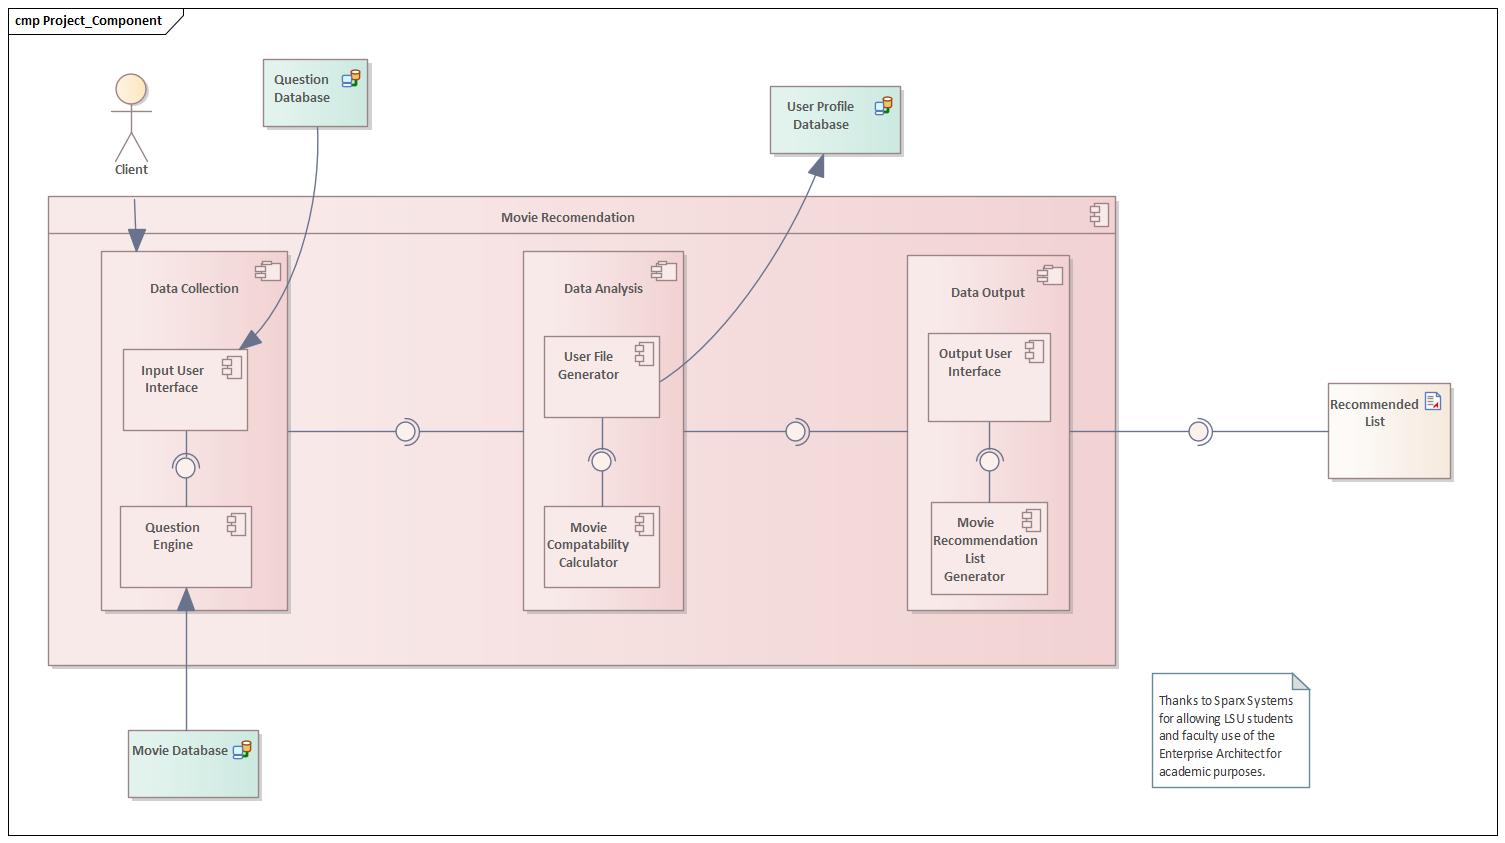 cmp Project_Component
Client
Question
Database
User Profile
Database
Movie Recomendation
Data Collection
Input User
Interface
Question
Engine
Data Analysis
User File
Generator
Movie
Compatability
Calculator
Data Output
Output User
Interface
Movie
Recommendation
List
Generator
Recommended
List
Movie Database
Thanks to Sparx Systems
for allowing LSU students
and faculty use of the
Enterprise Architect for
academic purposes.